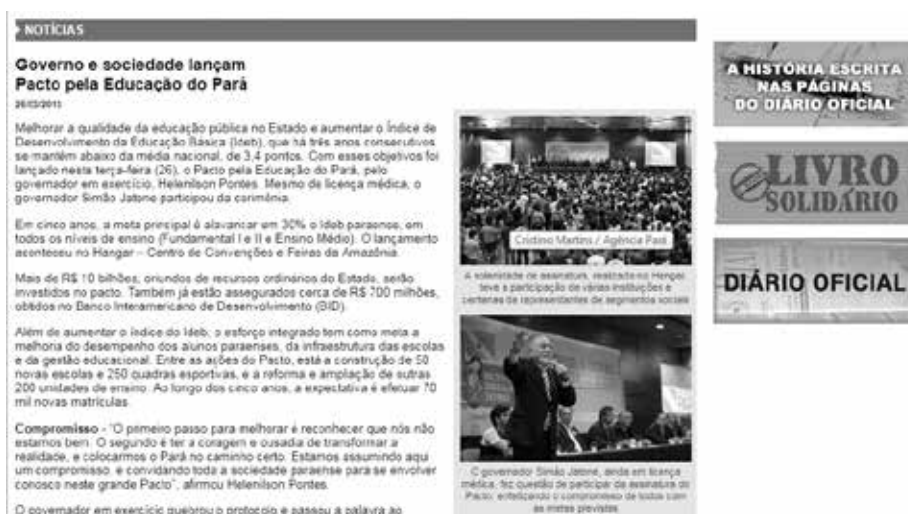 NOTÍCIAS
Governo e sociedade lançam
Pacto pela Educação do Pará
26/03/2013
Melhorar a qualidade da educação pública no Estado e aumentar o Índice de
Desenvolvimento da Educação Básica (Ideb), que há três anos consecutivos
se mantém abaixo da média nacional, de 3,4 pontos. Com esses objetivos foi
lançado nesta terça-feira (26), o Pacto pela Educação do Pará, pelo
governador em exercício, Helenilson Pontes. Mesmo de licença médica, o
governador Simão Jatene participou da cerimônia.
Em cinco anos, a meta principal é alavancar em 30% o Ideb paraense, em
todos os níveis de ensino (Fundamental I e II e Ensino Médio). O lançamento
aconteceu no Hangar – Centro de Convenções e Feiras da Amazônia.
Mais de R$ 10 bilhões, oriundos de recursos ordinários do Estado, serão
investidos no pacto. Também já estão assegurados cerca de R$ 700 milhões,
obtidos no Banco Interamericano de Desenvolvimento (BID).
Além de aumentar o índice do Ideb, o esforço integrado tem como meta a
melhoria do desempenho dos alunos paraenses, da infraestrutura das escolas
e da gestão educacional. Entre as ações do Pacto, está a construção de 50
novas escolas e 250 quadras esportivas, e a reforma e ampliação de outras
200 unidades de ensino. Ao longo dos cinco anos, a expectativa é efetuar 70
mil novas matrículas.
Compromisso - "O primeiro passo para melhorar é reconhecer que nós não
estamos bem. O segundo é ter a coragem e ousadia de transformar a
realidade, e colocarmos o Pará no caminho certo. Estamos assumindo aqui
um compromisso, e convidando toda a sociedade paraense para se envolver
conosco neste grande Pacto", afirmou Helenilson Pontes.
O governador em exercício quebrou o protocolo e passou a palavra ao
Cristino Martins / Agência Pará
A solenidade de assinatura, realizada no Hangar,
teve a participação de várias instituições e
centenas de representantes de segmentos sociais
O governador Simão Jatene, ainda em licença
médica, fez questão de participar da assinatura do
Pacto, enfatizando o compromisso de todos com
as metas previstas
A HISTÓRIA ESCRITA
NAS PÁGINAS
DO DIÁRIO OFICIAL
LIVRO
SOLIDÁRIO
DIÁRIO OFICIAL